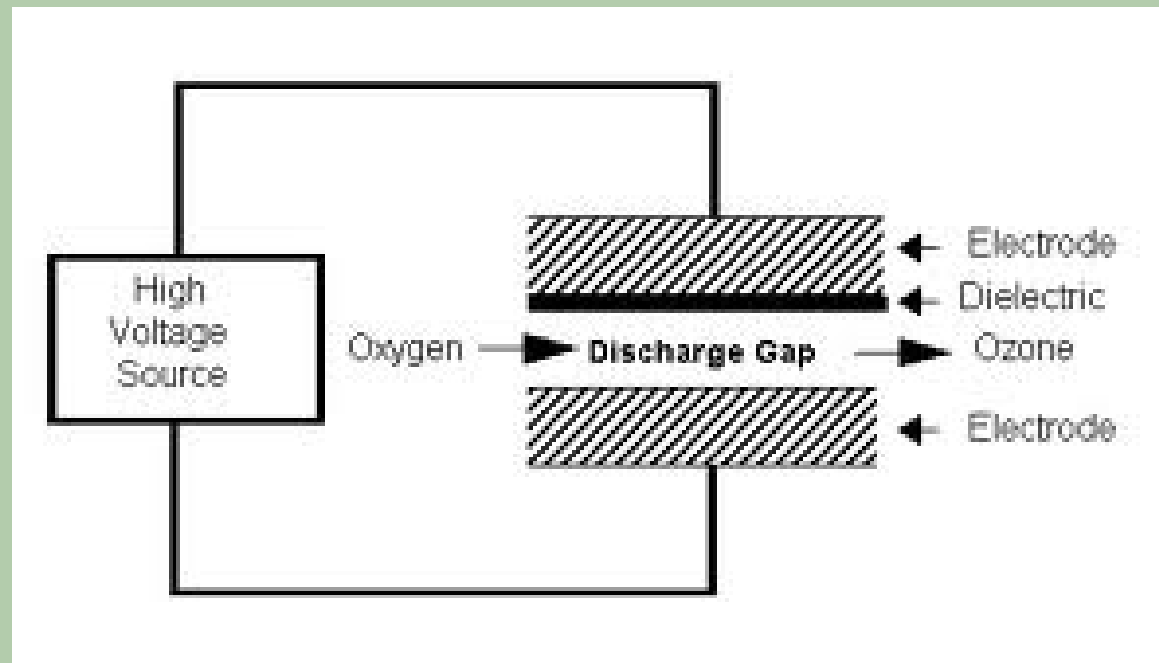 High
Voltage
Source
Oxygen
Discharge Gap
Electrode
Dielectric
Ozone
Electrode